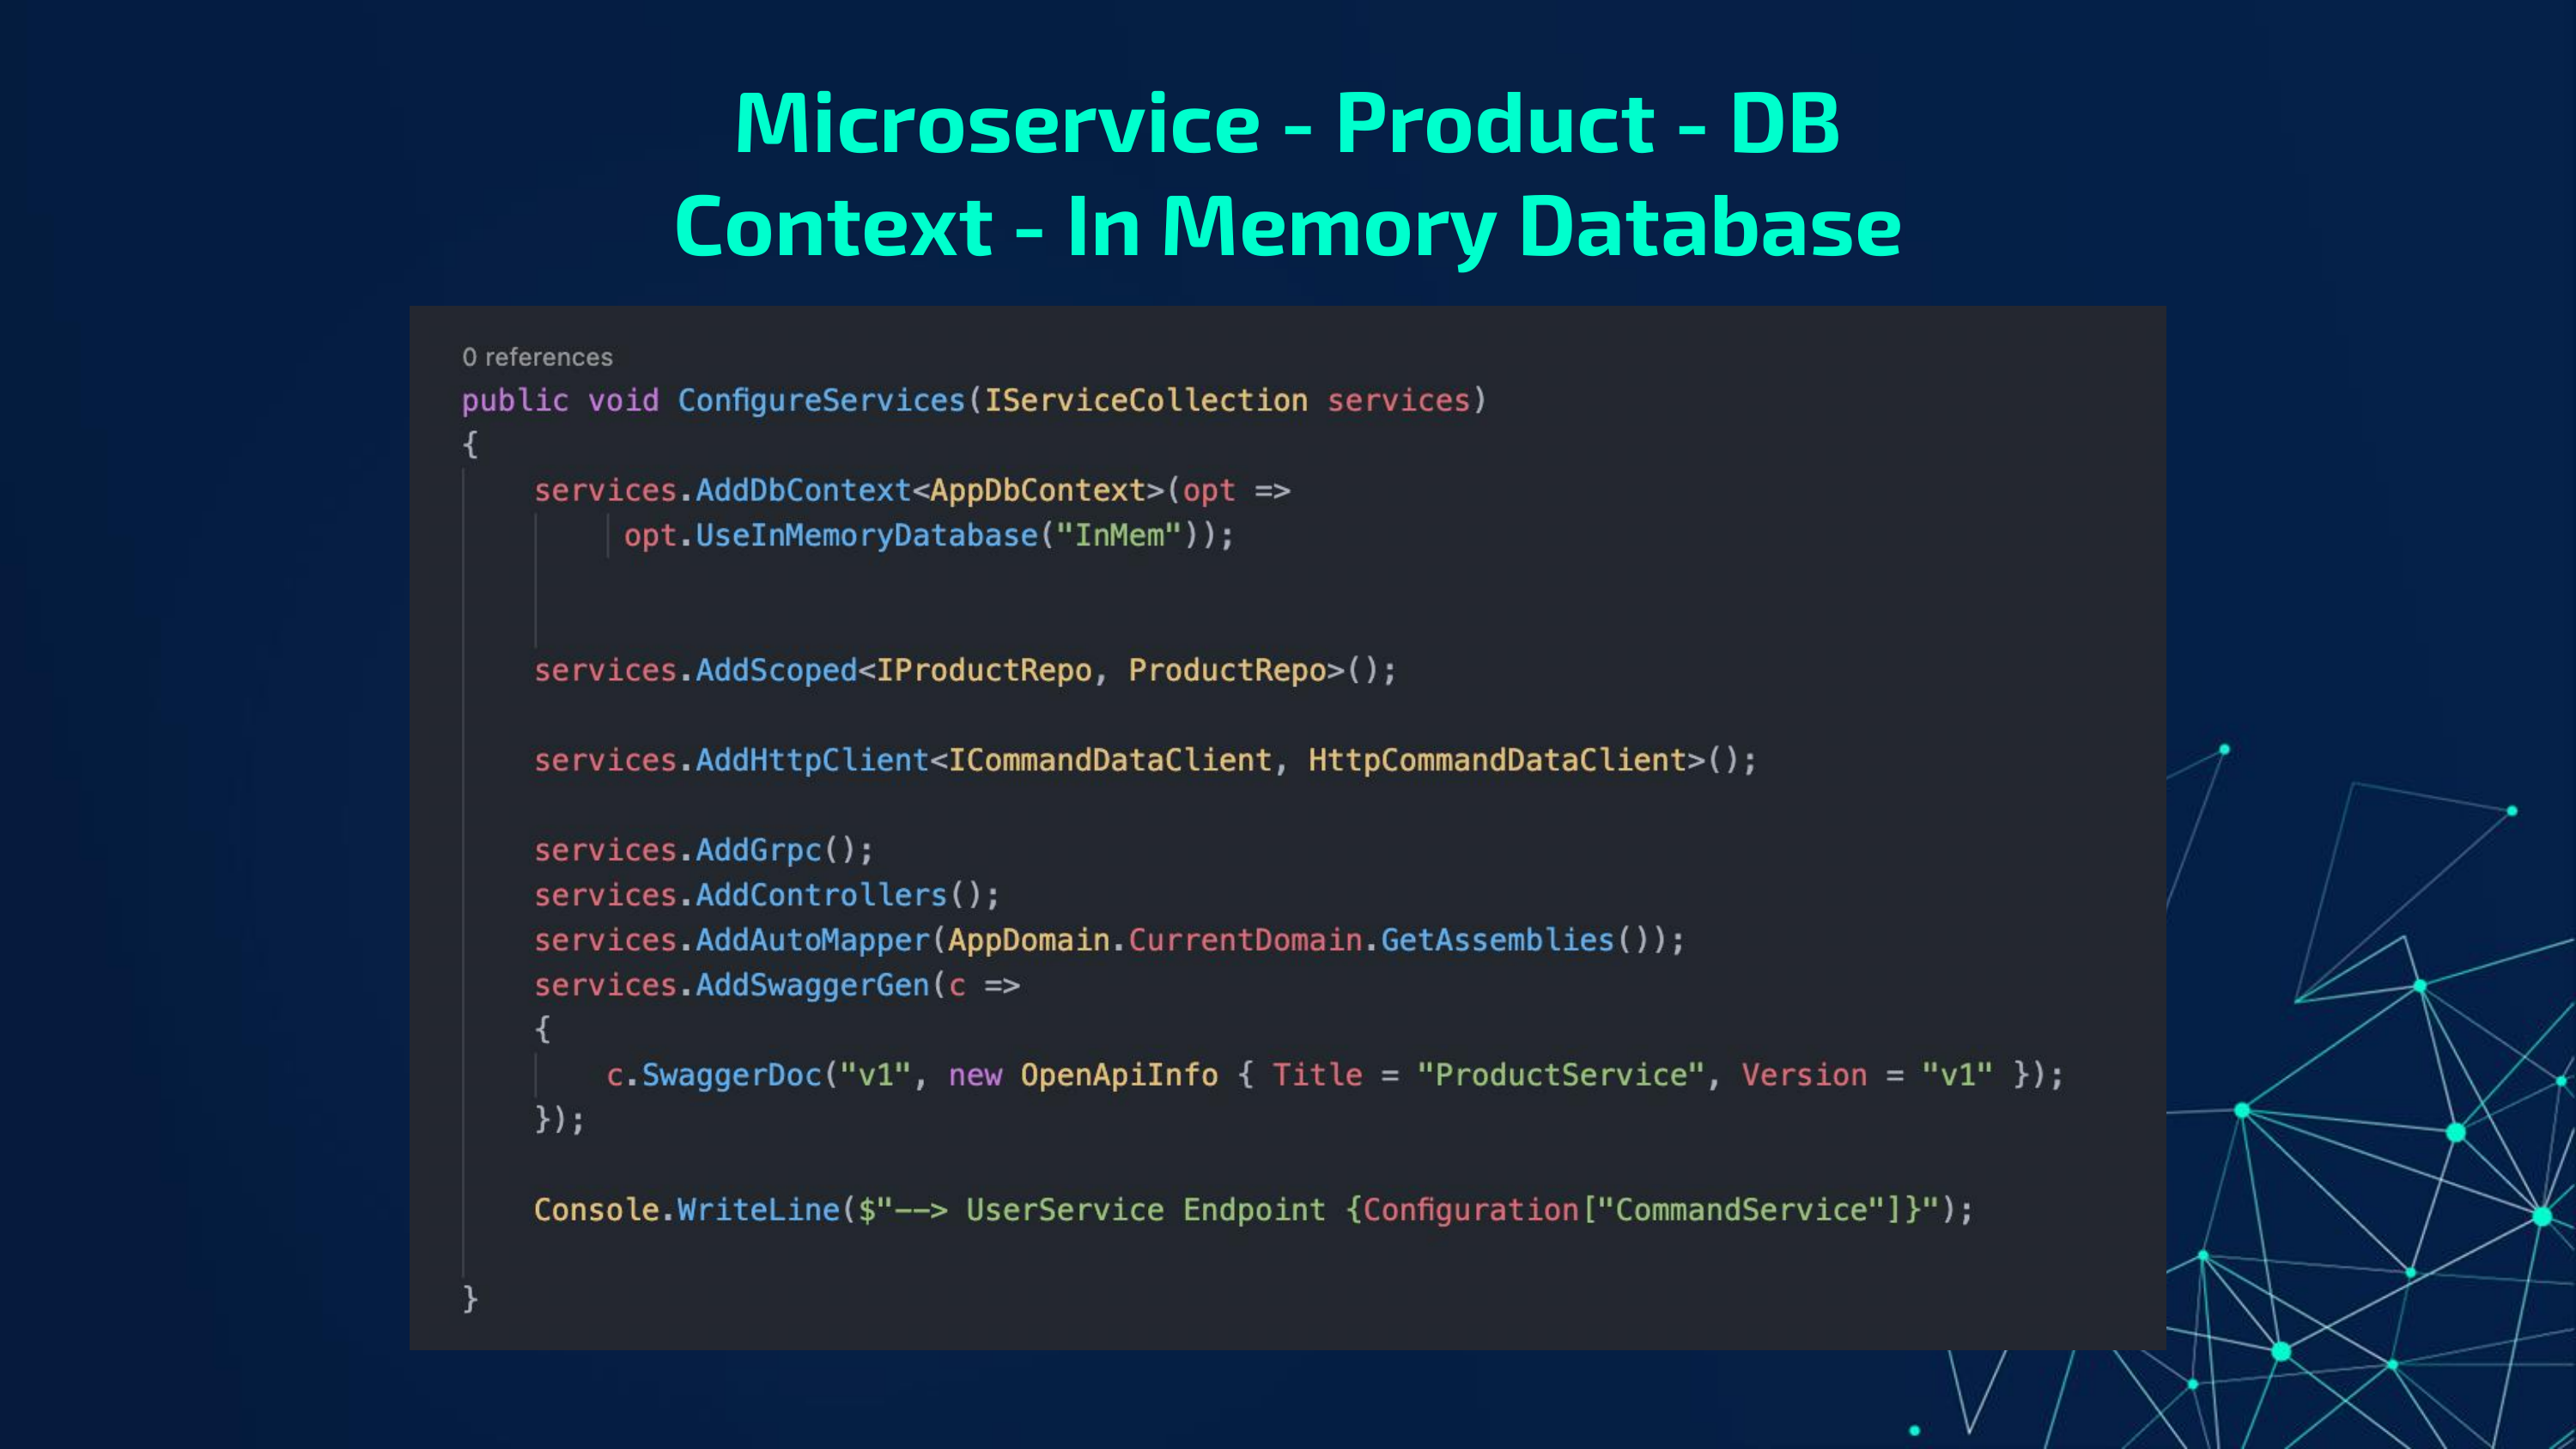 Microservice - Product - DB
Context - In Memory Database
0 references
public void ConfigureServices(IServiceCollection services)
{
services.AddDbContext<AppDbContext>(opt =>
opt.UseInMemoryDatabase("InMem"));
services.AddScoped<IProductRepo, ProductRepo>();
services.AddHttpClient<ICommandDataClient, HttpCommandDataClient>();
services.AddGrpc();
services.AddControllers();
services.AddAutoMapper(AppDomain.CurrentDomain.GetAssemblies());
services.AddSwaggerGen(c =>
{
c.SwaggerDoc("v1", new OpenApiInfo { Title = "ProductService", Version = "v1" });
});
Console.WriteLine($"--> UserService Endpoint {Configuration["CommandService"]}");
}